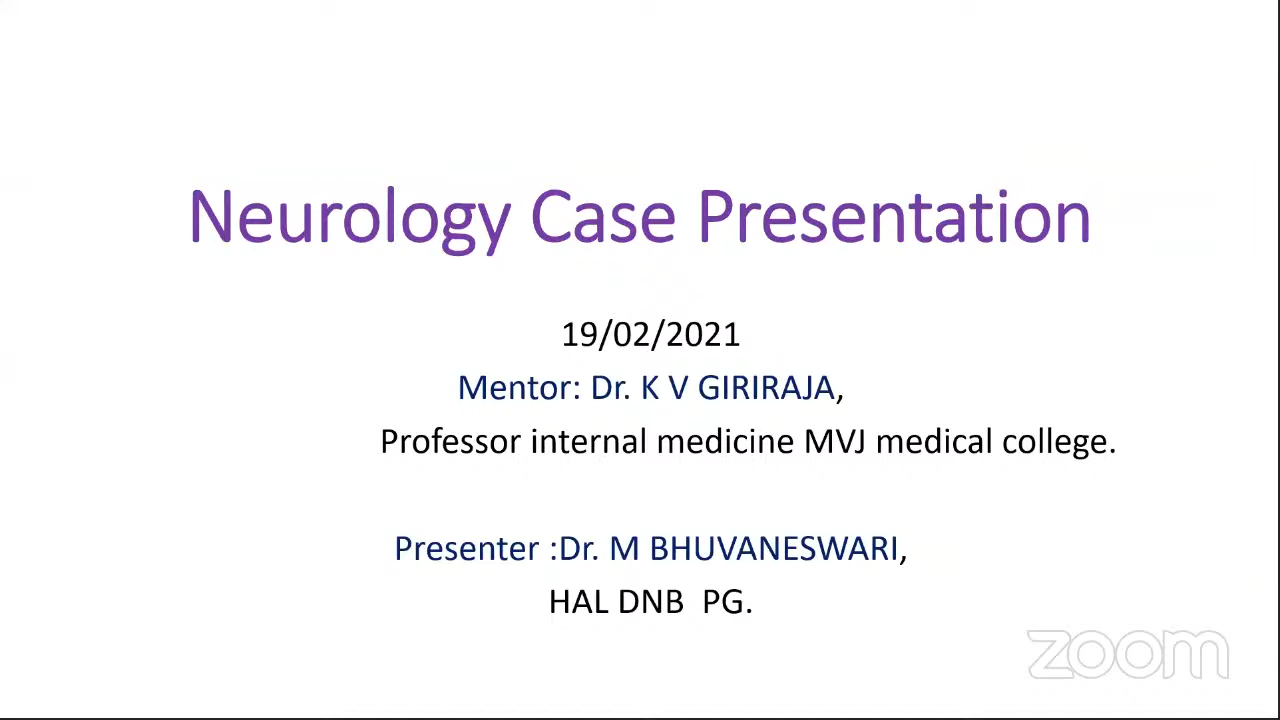 Neurology Case Presentation
19/02/2021
Mentor: Dr. K V GIRIRAJA,
Professor internal medicine MVJ medical college.
Presenter :Dr. M BHUVANESWARI,
HAL DNB  PG.
zoom